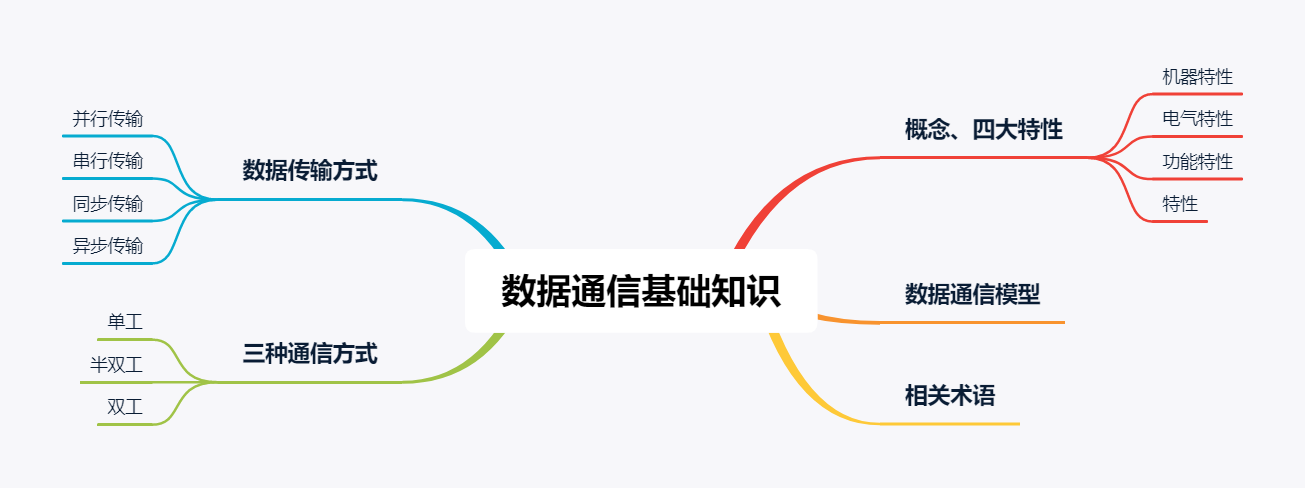 数据通信基础知识
概念、四大特性
机器特性
电气特性
功能特性
特性
数据通信模型
相关术语
数据传输方式
并行传输
串行传输
同步传输
异步传输
三种通信方式
单工
半双工
双工